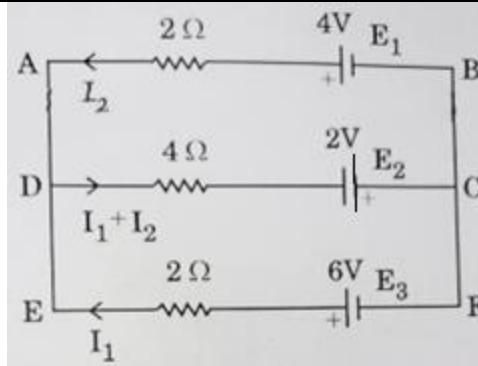 2 Ω 4V E₁
A + B
I₂
4 Ω 2V E₂
D + C
I₁+I₂
2 Ω 6V E₃
E + F
I₁